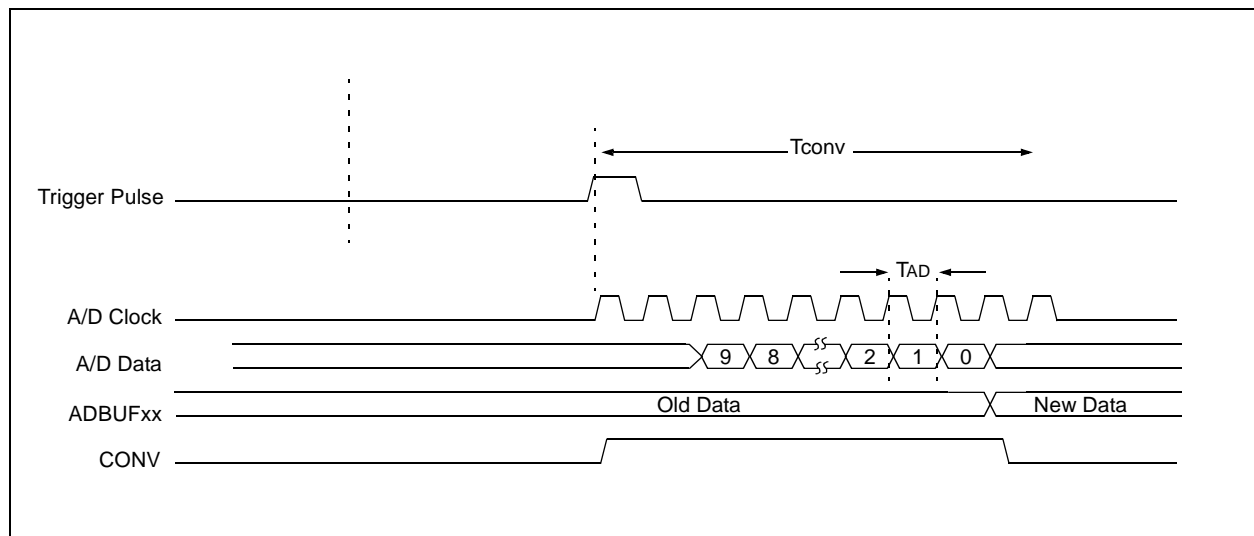 Tconv
Trigger Pulse
TAD
A/D Clock
A/D Data 9 8 2 1 0
ADBUFxx Old Data New Data
CONV